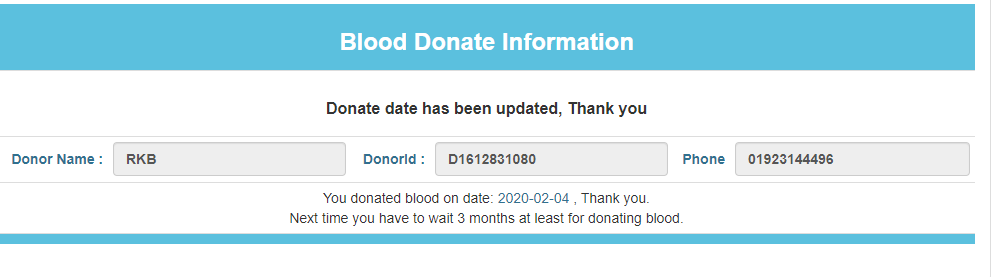 Blood Donate Information
Donate date has been updated, Thank you
Donor Name : RKB DonorId : D1612831080 Phone 01923144496
You donated blood on date: 2020-02-04 , Thank you.
Next time you have to wait 3 months at least for donating blood.